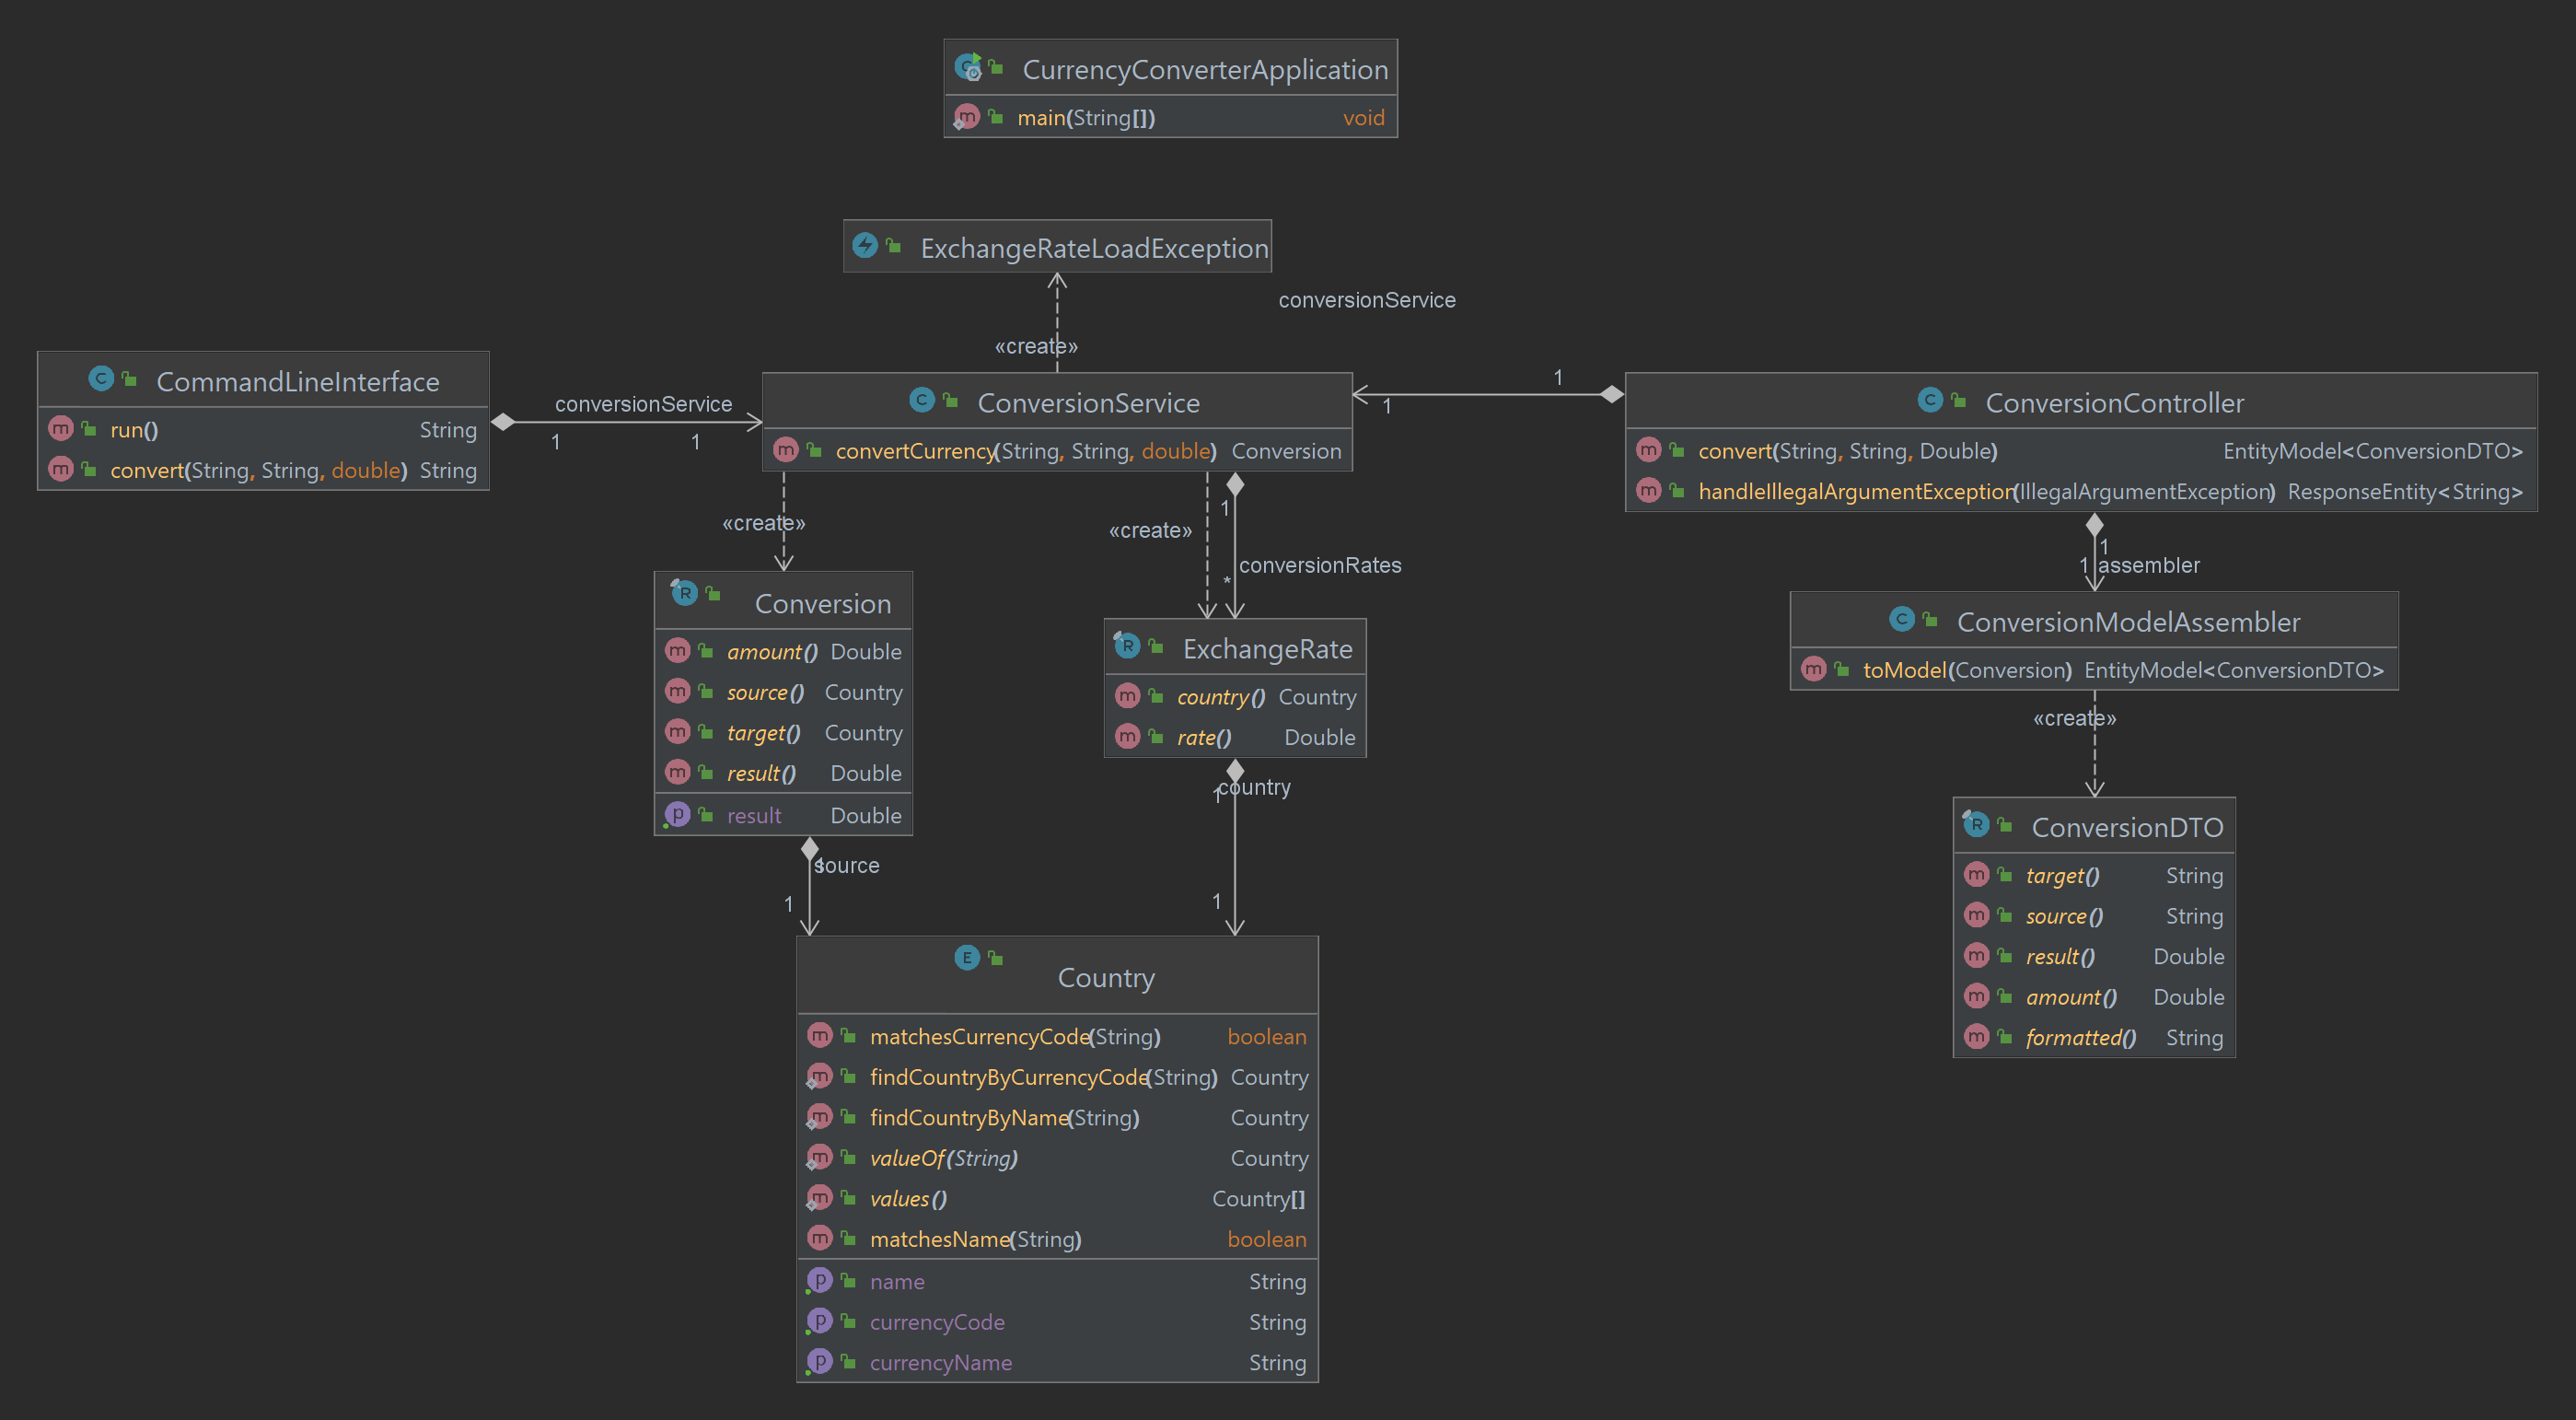 CurrencyConverterApplication
main(String[]) void
ExchangeRateLoadException
«create»
conversionService
CommandLineInterface
run() String
convert(String, String, double) String
conversionService
1
1
ConversionService
convertCurrency(String, String, double) Conversion
1
1
ConversionController
convert(String, String, Double) EntityModel<ConversionDTO>
handleIllegalArgumentException(IllegalArgumentException) ResponseEntity<String>
«create»
«create»
1
conversionRates
*
1
1 assembler
Conversion
amount() Double
source() Country
target() Country
result() Double
result Double
ExchangeRate
country() Country
rate() Double
ConversionModelAssembler
toModel(Conversion) EntityModel<ConversionDTO>
«create»
1
source
1
country
1
1
ConversionDTO
target() String
source() String
result() Double
amount() Double
formatted() String
Country
matchesCurrencyCode(String) boolean
findCountryByCurrencyCode(String) Country
findCountryByName(String) Country
valueOf(String) Country
values() Country[]
matchesName(String) boolean
name String
currencyCode String
currencyName String